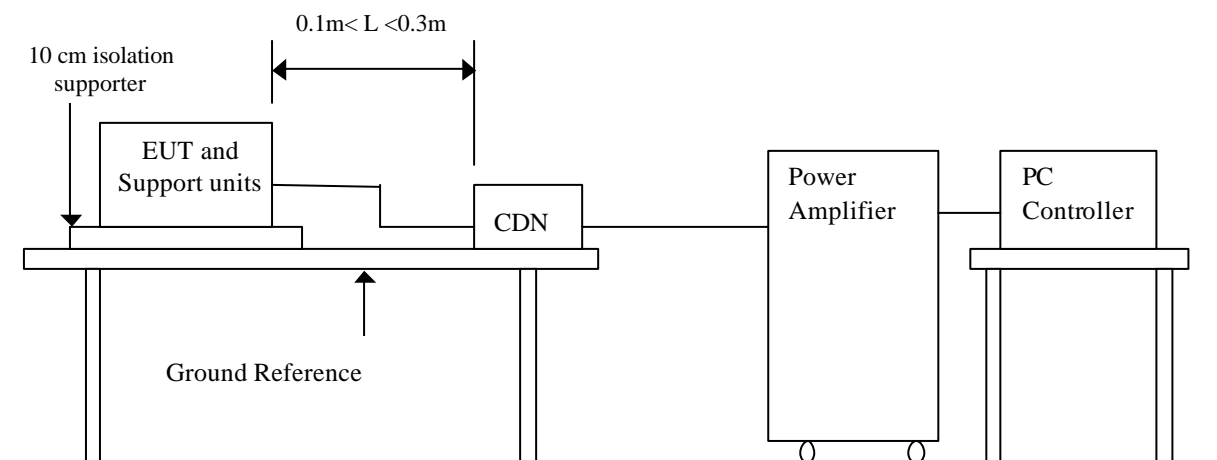 0.1m< L <0.3m
10 cm isolation
supporter
EUT and
Support units
CDN
Power
Amplifier
PC
Controller
Ground Reference